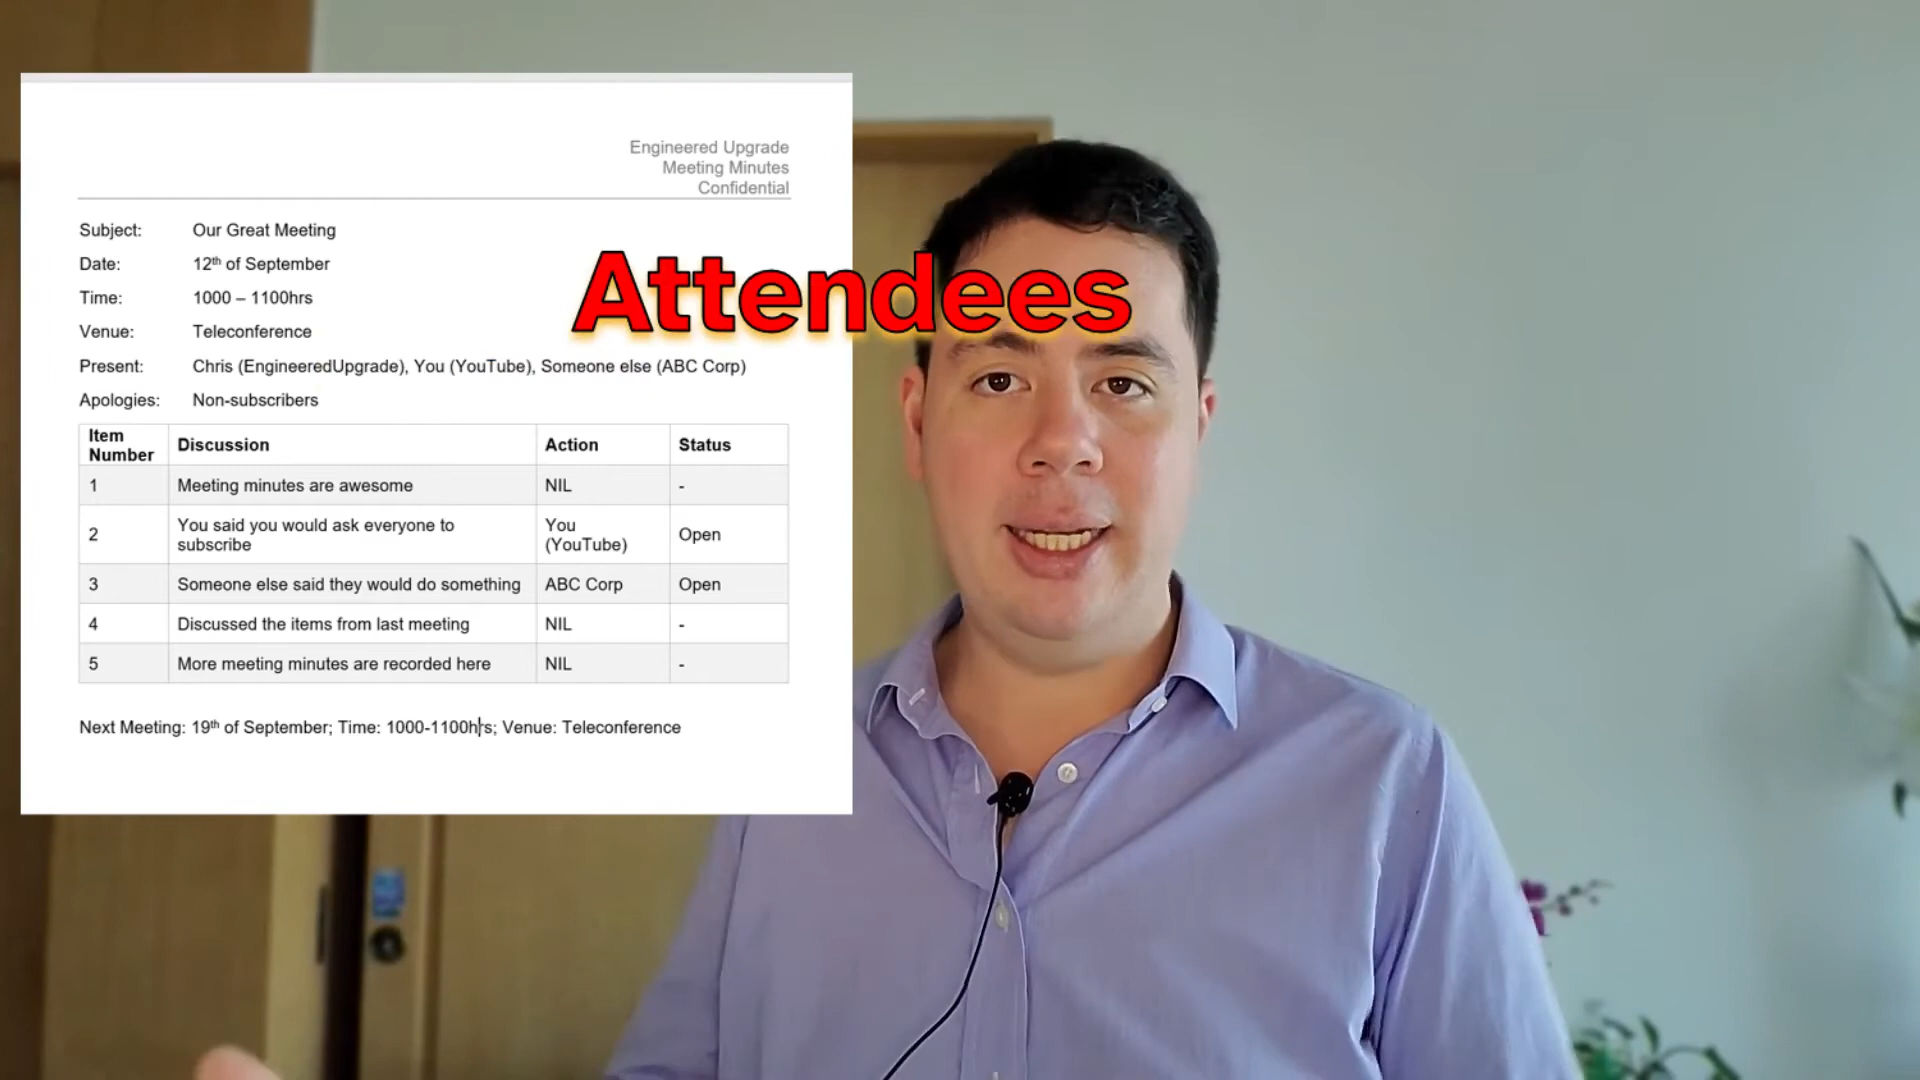 Engineered Upgrade
Meeting Minutes
Confidential
Subject: Our Great Meeting
Date: 12th of September
Attendees
Time: 1000 – 1100hrs
Venue: Teleconference
Present: Chris (EngineeredUpgrade), You (YouTube), Someone else (ABC Corp)
Apologies: Non-subscribers
Item Number Discussion Action Status
1 Meeting minutes are awesome NIL -
2 You said you would ask everyone to subscribe You (YouTube) Open
3 Someone else said they would do something ABC Corp Open
4 Discussed the items from last meeting NIL -
5 More meeting minutes are recorded here NIL -
Next Meeting: 19th of September; Time: 1000-1100hrs; Venue: Teleconference